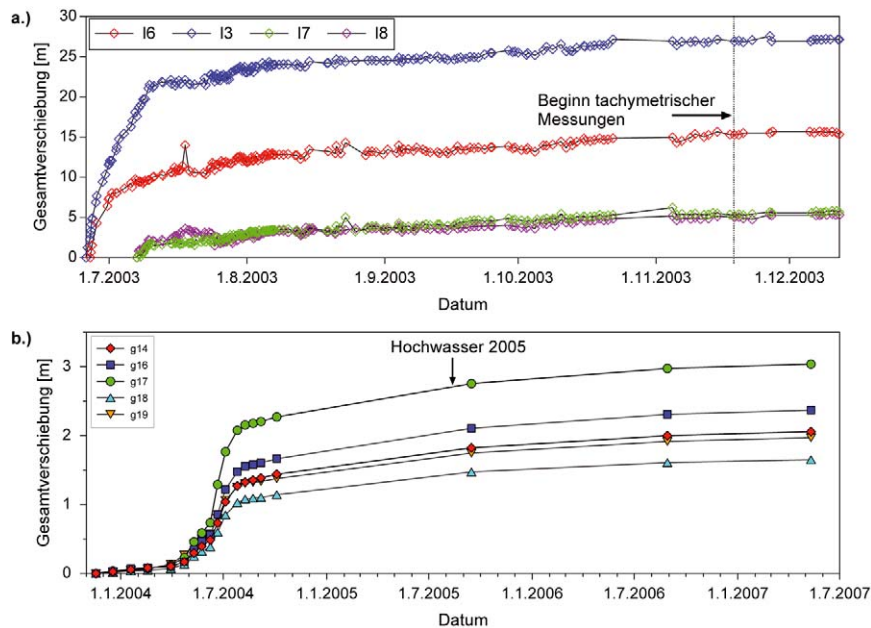 a.)
Gesamtverschiebung [m]
30
25
20
15
10
5
0
I6 I3 I7 I8
Beginn tachymetrischer
Messungen
1.7.2003 1.8.2003 1.9.2003 1.10.2003 1.11.2003 1.12.2003
Datum
b.)
Gesamtverschiebung [m]
3
2
1
0
g14
g16
g17
g18
g19
Hochwasser 2005
1.1.2004 1.7.2004 1.1.2005 1.7.2005 1.1.2006 1.7.2006 1.1.2007 1.7.2007
Datum